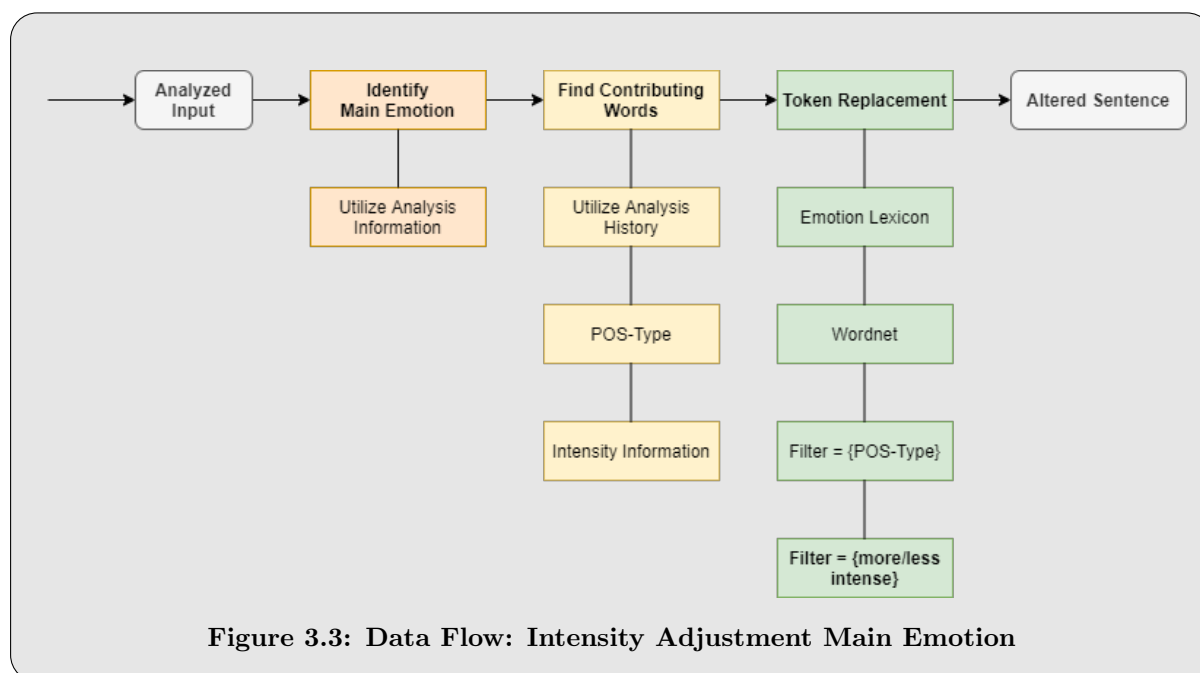 Analyzed
Input
Identify
Main Emotion
Find Contributing
Words
Token Replacement
Altered Sentence
Utilize Analysis
Information
Utilize Analysis
History
Emotion Lexicon
POS-Type
Wordnet
Intensity Information
Filter = {POS-Type}
Filter = {more/less
intense}
Figure 3.3: Data Flow: Intensity Adjustment Main Emotion